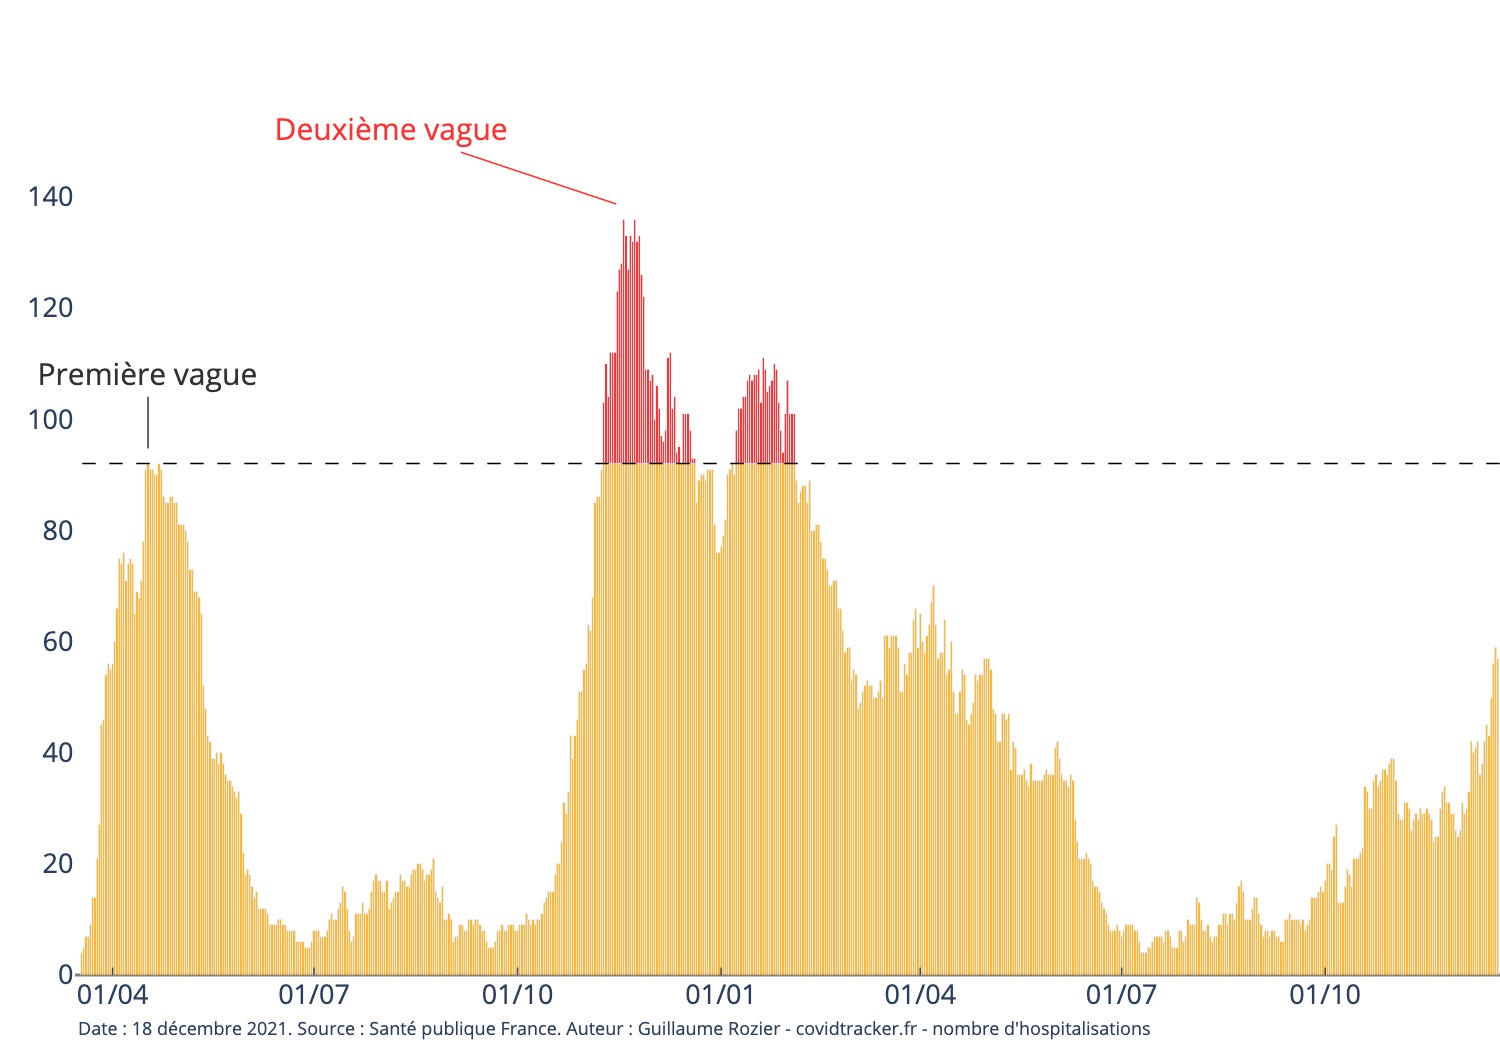 Deuxième vague
140
120
Première vague
100
80
60
40
20
0
01/04 01/07 01/10 01/01 01/04 01/07 01/10
Date : 18 décembre 2021. Source : Santé publique France. Auteur : Guillaume Rozier - covidtracker.fr - nombre d'hospitalisations